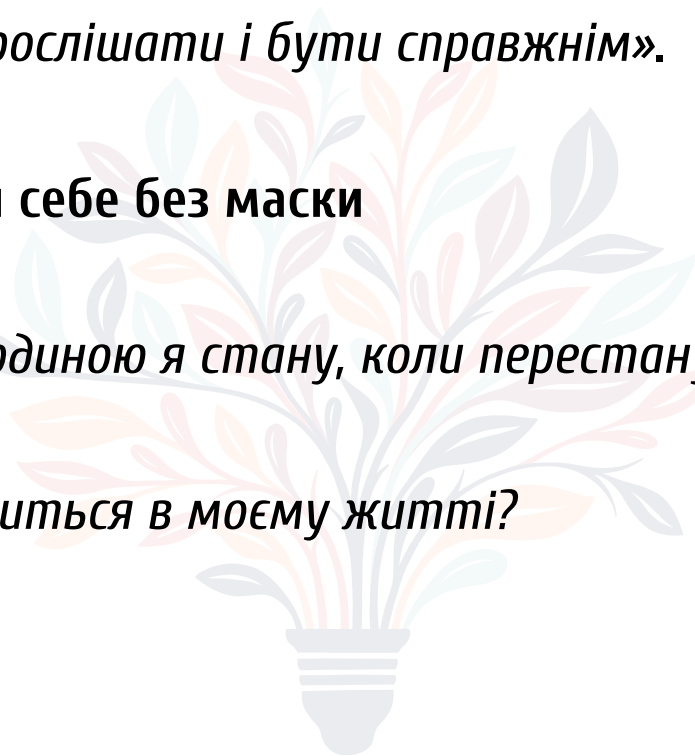 рослішати і бути справжнім».
себе без маски
одиною я стану, коли перестан
иться в моєму житті?